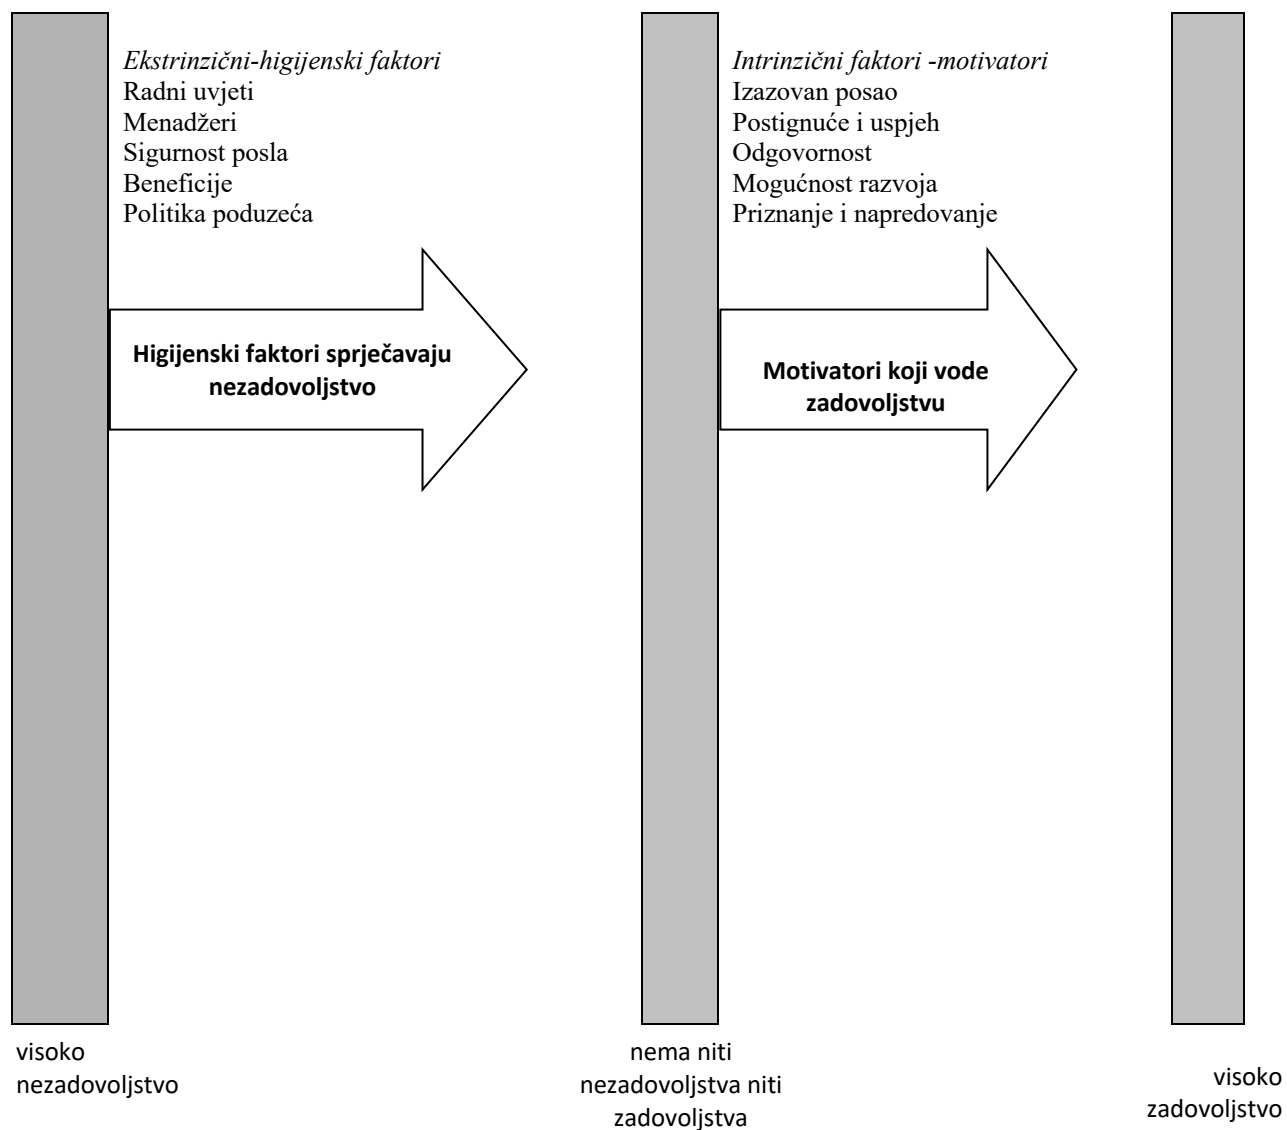 Ekstrinzični-higijenski faktori
Radni uvjeti
Menadžeri
Sigurnost posla
Beneficije
Politika poduzeća
Higijenski faktori sprječavaju
nezadovoljstvo
Intrinzični faktori -motivatori
Izazovan posao
Postignuće i uspjeh
Odgovornost
Mogućnost razvoja
Priznanje i napredovanje
Motivatori koji vode
zadovoljstvu
visoko
nezadovoljstvo
nema niti
nezadovoljstva niti
zadovoljstva
visoko
zadovoljstvo